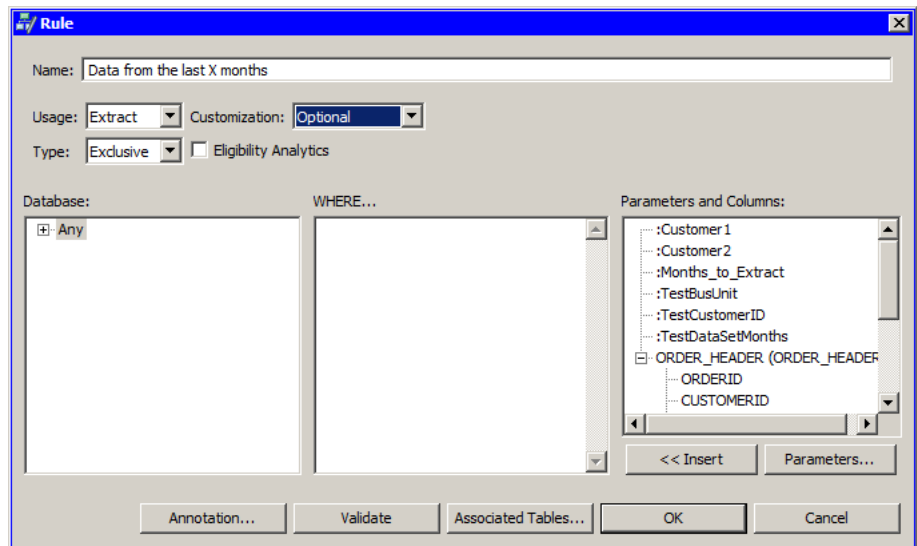 Rule
Name: Data from the last X months
Usage: Extract Customization: Optional
Type: Exclusive Eligibility Analytics
Database: WHERE... Parameters and Columns:
Any
:Customer1
:Customer2
:Months_to_Extract
:TestBusUnit
:TestCustomerID
:TestDataSetMonths
ORDER_HEADER (ORDER_HEADER
ORDERID
CUSTOMERID
<< Insert Parameters...
Annotation... Validate Associated Tables... OK Cancel